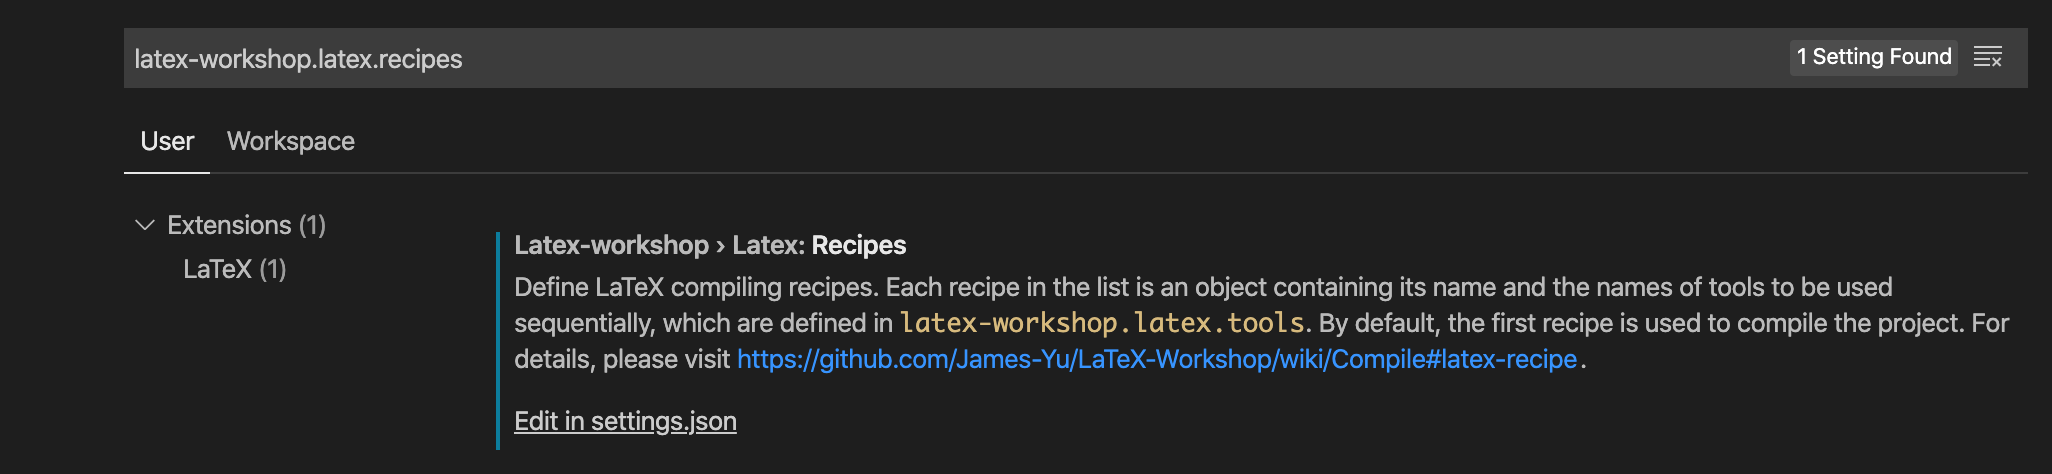 latex-workshop.latex.recipes
1 Setting Found
User
Workspace
Extensions (1)
LaTeX (1)
Latex-workshop › Latex: Recipes
Define LaTeX compiling recipes. Each recipe in the list is an object containing its name and the names of tools to be used
sequentially, which are defined in latex-workshop.latex.tools. By default, the first recipe is used to compile the project. For
details, please visit https://github.com/James-Yu/LaTeX-Workshop/wiki/Compile#latex-recipe.
Edit in settings.json